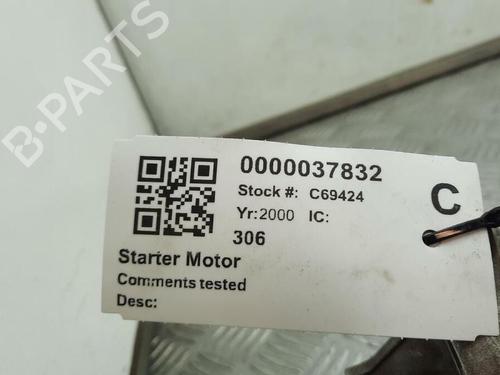 B-PARTS
0000037832
Stock #: C69424
C
Yr:2000 IC:
306
Starter Motor
Comments tested
Desc: